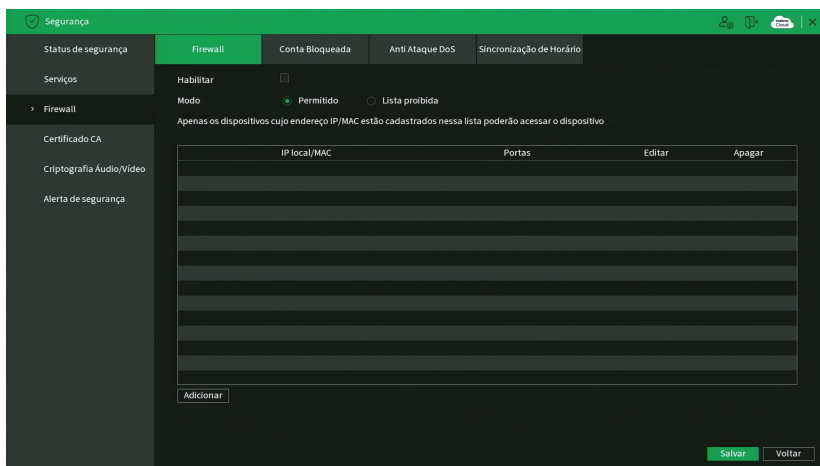 Segurança
Intelbras Cloud
Status de segurança
Serviços
> Firewall
Certificado CA
Criptografia Áudio/Vídeo
Alerta de segurança
Firewall
Conta Bloqueada
Anti Ataque DoS
Sincronização de Horário
Habilitar
Modo
Permitido
Lista proibida
Apenas os dispositivos cujo endereço IP/MAC estão cadastrados nessa lista poderão acessar o dispositivo
IP local/MAC
Portas
Editar
Apagar
Adicionar
Salvar
Voltar